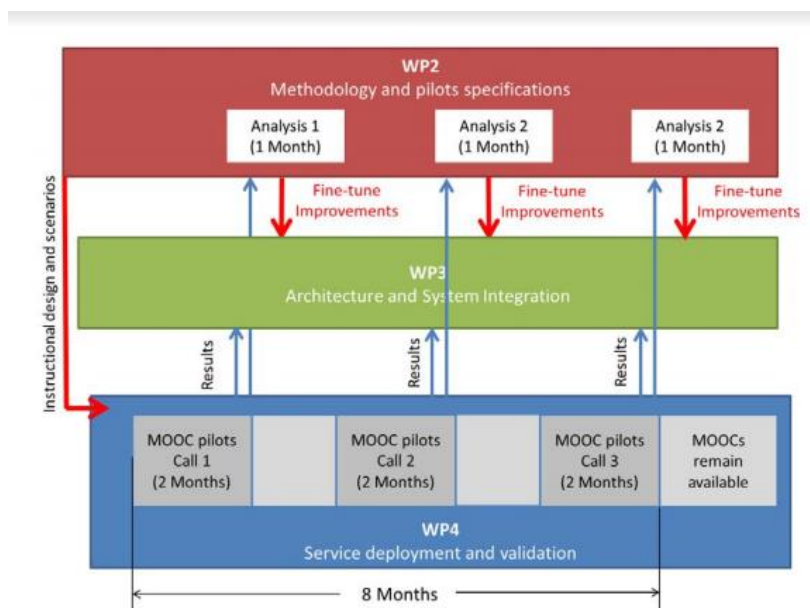 WP2
Methodology and pilots specifications
Analysis 1
(1 Month)
Analysis 2
(1 Month)
Analysis 2
(1 Month)
Fine-tune
Improvements
Fine-tune
Improvements
Fine-tune
Improvements
Instructional design and scenarios
WP3
Architecture and System Integration
Results
Results
Results
MOOC pilots
Call 1
(2 Months)
MOOC pilots
Call 2
(2 Months)
MOOC pilots
Call 3
(2 Months)
MOOCs
remain
available
WP4
Service deployment and validation
8 Months